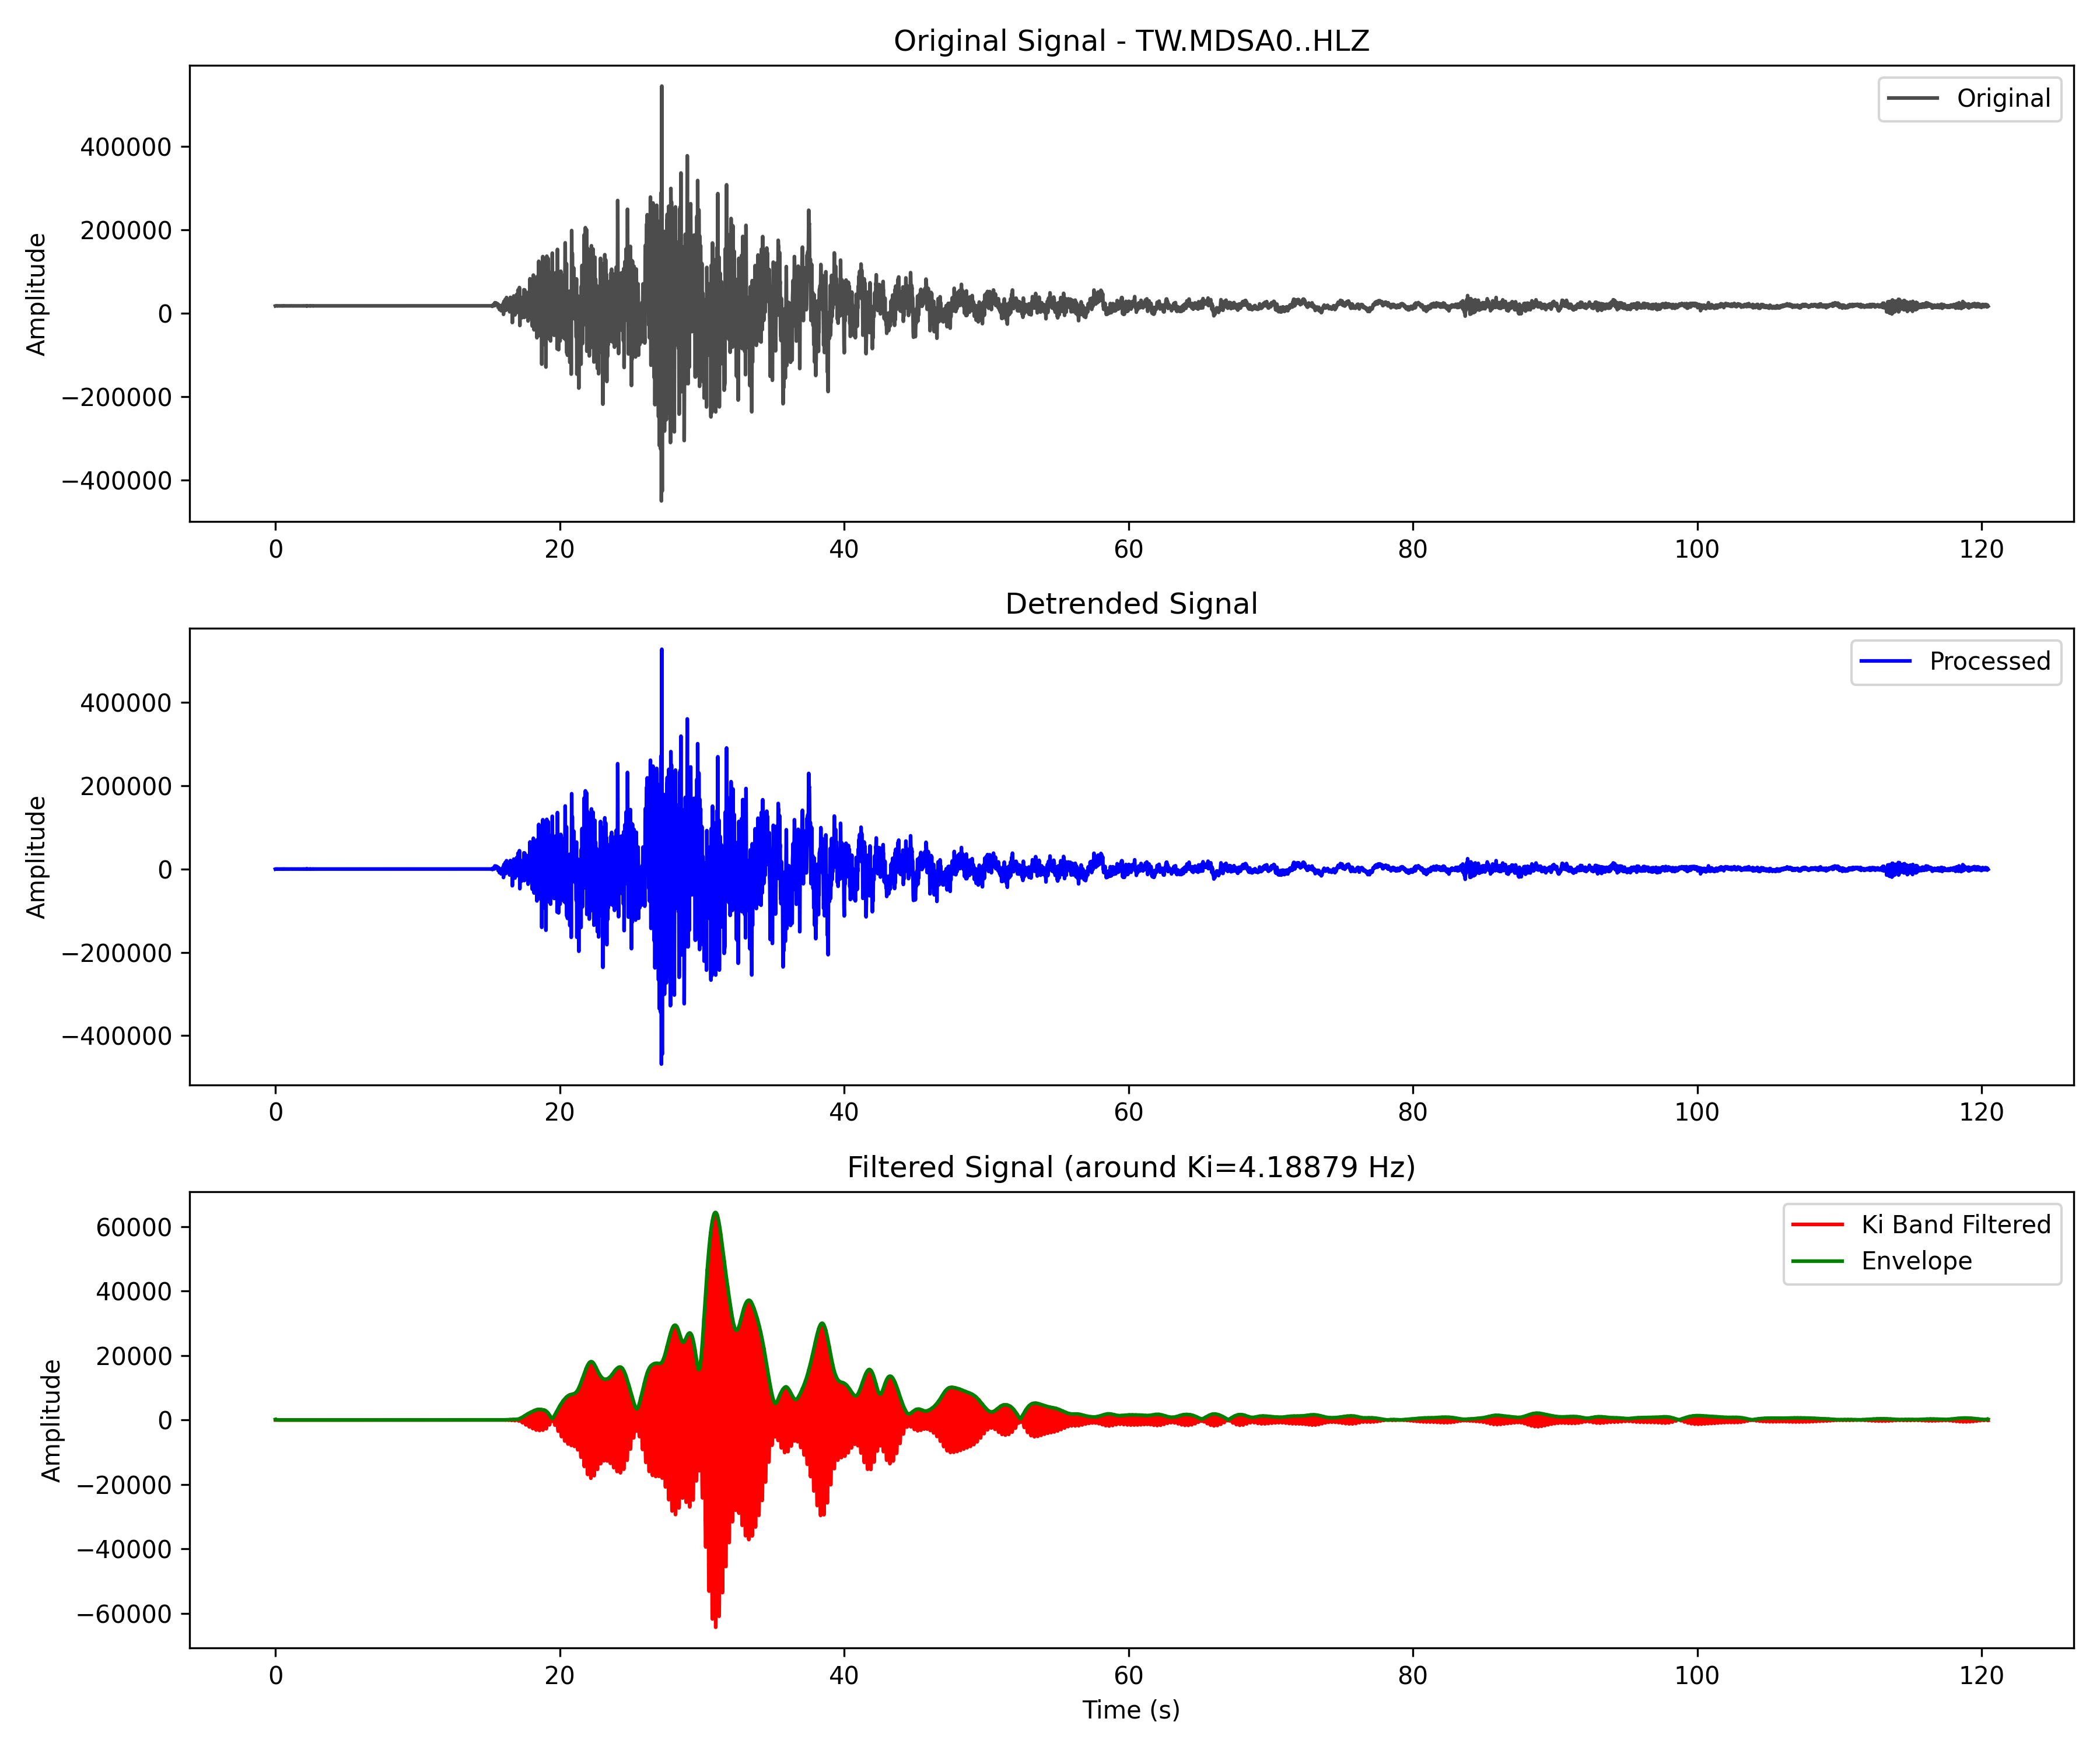 Original Signal - TW.MDSA0..HLZ
Original
Amplitude
400000
200000
0
−200000
−400000
0 20 40 60 80 100 120
Detrended Signal
Processed
Amplitude
400000
200000
0
−200000
−400000
0 20 40 60 80 100 120
Filtered Signal (around Ki=4.18879 Hz)
Ki Band Filtered
Envelope
Amplitude
60000
40000
20000
0
−20000
−40000
−60000
0 20 40 60 80 100 120
Time (s)